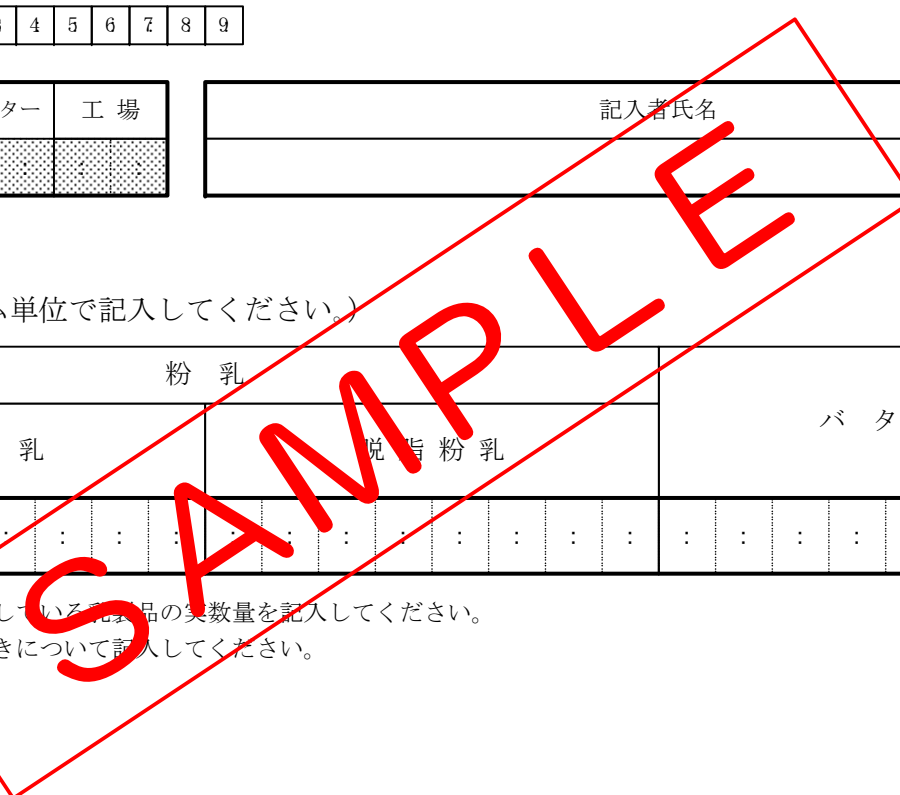 4 5 6 7 8 9
ター 工 場 記入者氏名
単位で記入してください。）
粉 乳
乳 脱 脂 粉 乳 バ タ
: : : : : : : : : : : : : : : :
している乳製品の実数量を記入してください。
きについて記入してください。
SAMPLE